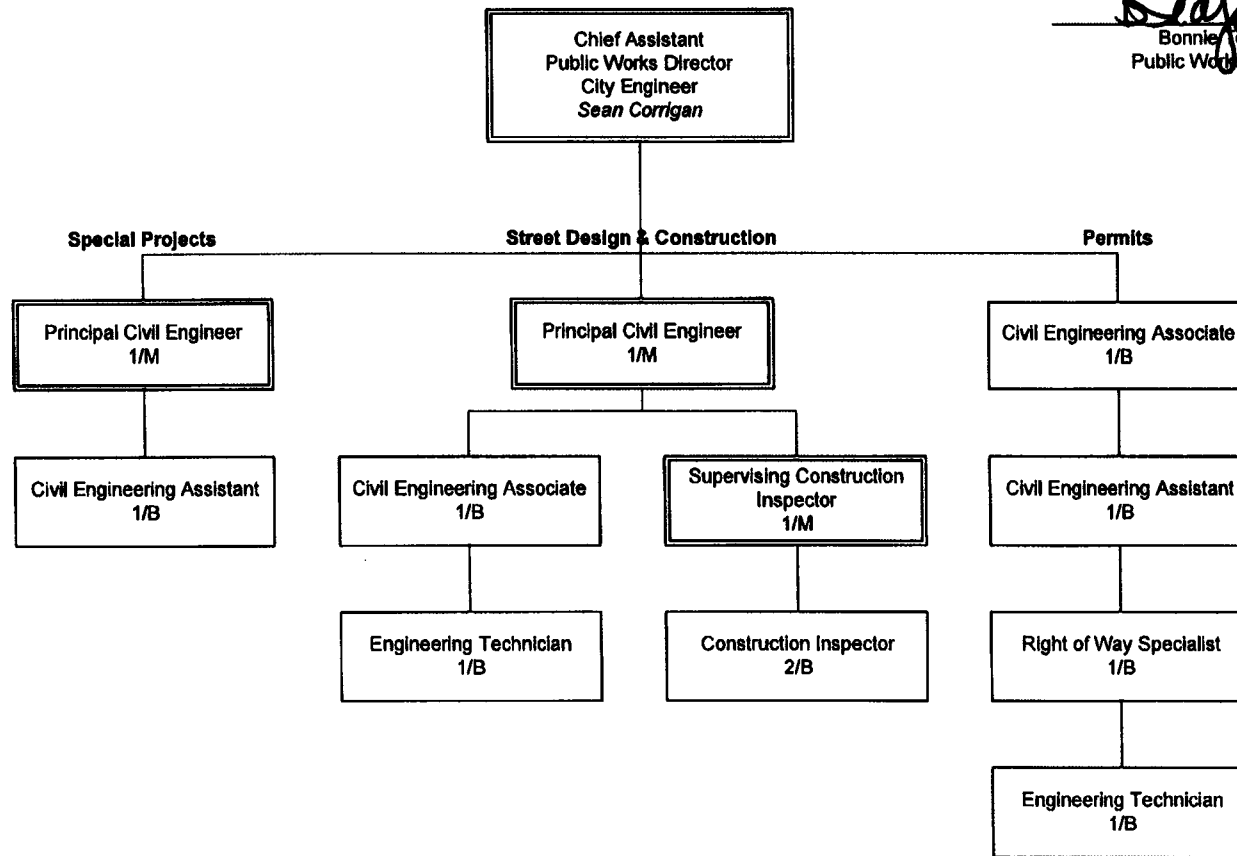 Bonnie
Public Works
Chief Assistant
Public Works Director
City Engineer
Sean Corrigan
Special Projects
Street Design & Construction
Permits
Principal Civil Engineer
1/M
Principal Civil Engineer
1/M
Civil Engineering Associate
1/B
Civil Engineering Assistant
1/B
Civil Engineering Associate
1/B
Supervising Construction
Inspector
1/M
Civil Engineering Assistant
1/B
Engineering Technician
1/B
Construction Inspector
2/B
Right of Way Specialist
1/B
Engineering Technician
1/B